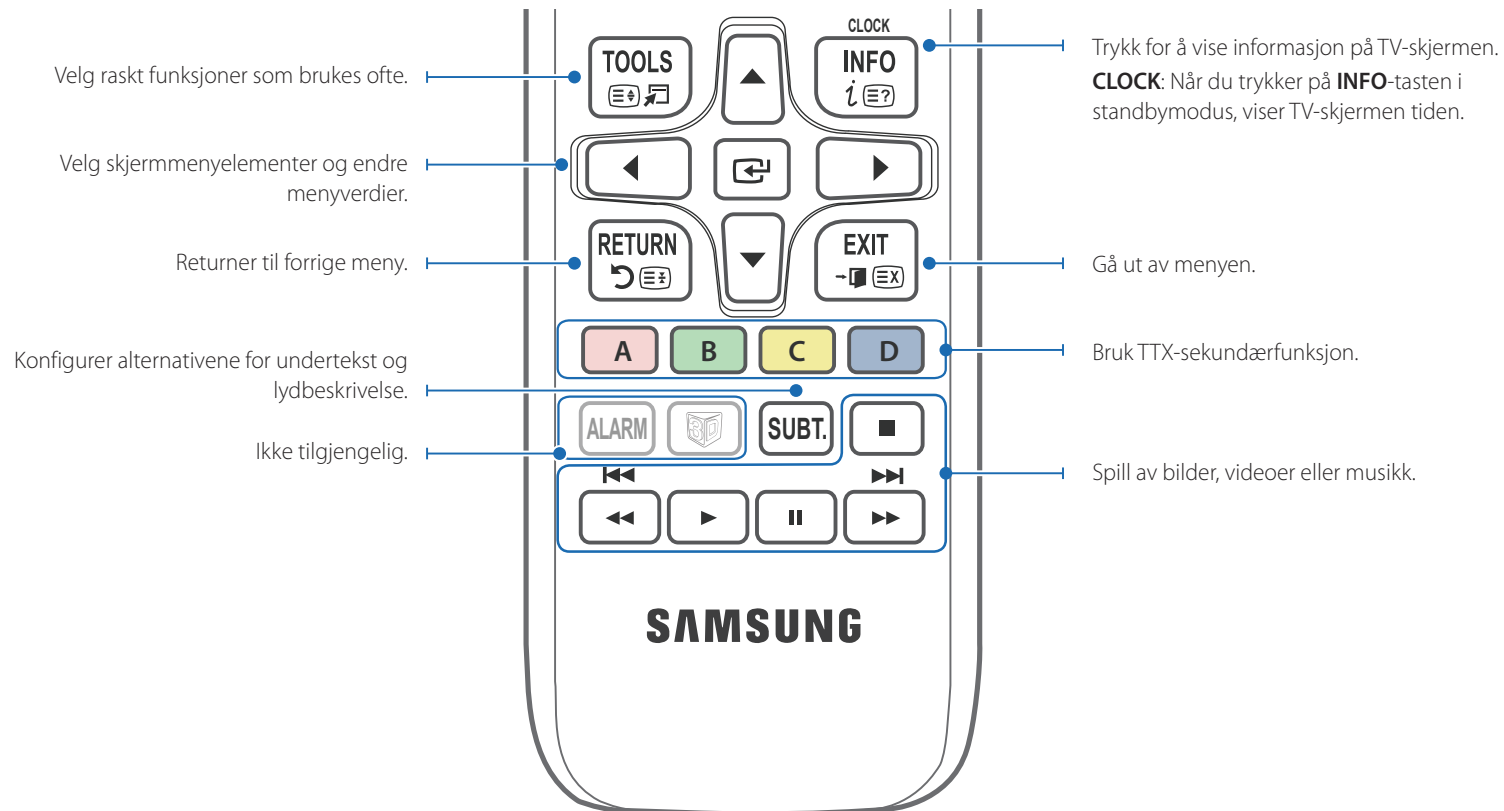 CLOCK
TOOLS
INFO
i
Velg raskt funksjoner som brukes ofte.
Trykk for å vise informasjon på TV-skjermen.
CLOCK: Når du trykker på INFO-tasten i
standbymodus, viser TV-skjermen tiden.
Velg skjermmenyelementer og endre
menyverdier.
RETURN
EXIT
Returner til forrige meny.
Gå ut av menyen.
A B C D
Bruk TTX-sekundærfunksjon.
Konfigurer alternativene for undertekst og
lydbeskrivelse.
ALARM 3D SUBT.
Ikke tilgjengelig.
Spill av bilder, videoer eller musikk.
SAMSUNG